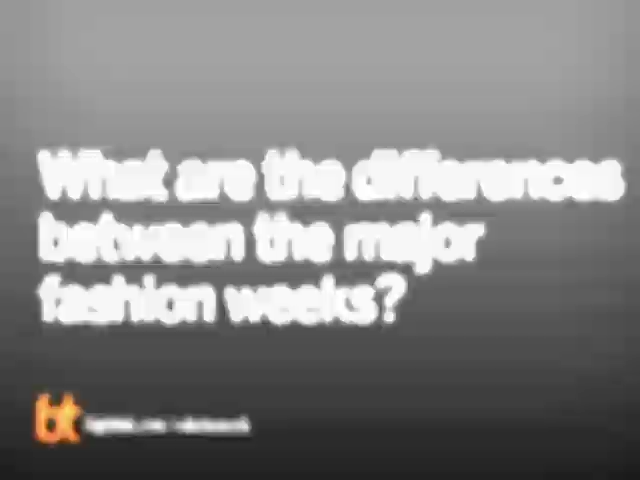 What are the differences
between the major
fashion weeks?
bt